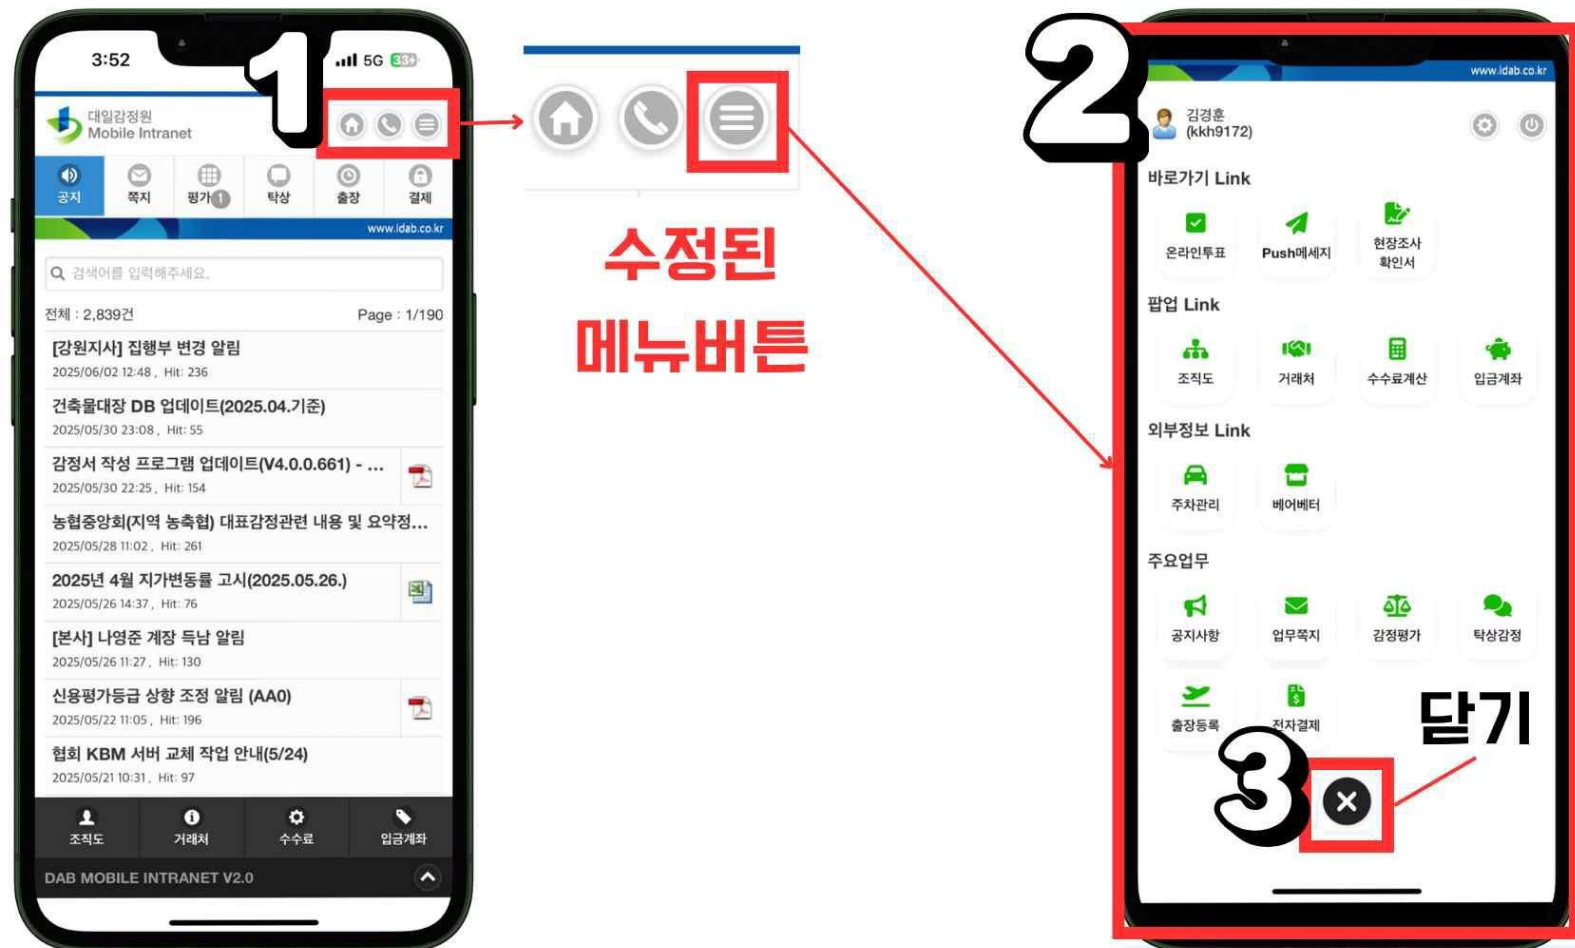 3:52
5G 33
대일감정원
Mobile Intranet
1
공지
쪽지
평가 1
탁상
출장
결제
www.idab.co.kr
검색어를 입력해주세요.
전체 : 2,839건
Page : 1/190
[강원지사] 집행부 변경 알림
2025/06/02 12:48 , Hit: 236
건축물대장 DB 업데이트(2025.04.기준)
2025/05/30 23:08 , Hit: 55
감정서 작성 프로그램 업데이트(V4.0.0.661) - ...
2025/05/30 22:25 , Hit: 154
농협중앙회(지역 농축협) 대표감정관련 내용 및 요약정...
2025/05/28 11:02 , Hit: 261
2025년 4월 지가변동률 고시(2025.05.26.)
2025/05/26 14:37 , Hit: 76
[본사] 나영준 계장 득남 알림
2025/05/26 11:27 , Hit: 130
신용평가등급 상향 조정 알림 (AA0)
2025/05/22 11:05 , Hit: 196
협회 KBM 서버 교체 작업 안내(5/24)
2025/05/21 10:31 , Hit: 97
조직도
거래처
수수료
입금계좌
DAB MOBILE INTRANET V2.0
수정된
메뉴버튼
2
www.idab.co.kr
김경훈
(kkh9172)
바로가기 Link
온라인투표
Push메세지
현장조사
확인서
팝업 Link
조직도
거래처
수수료계산
입금계좌
외부정보 Link
주차관리
베어베터
주요업무
공지사항
업무쪽지
감정평가
탁상감정
출장등록
전자결제
닫기
3